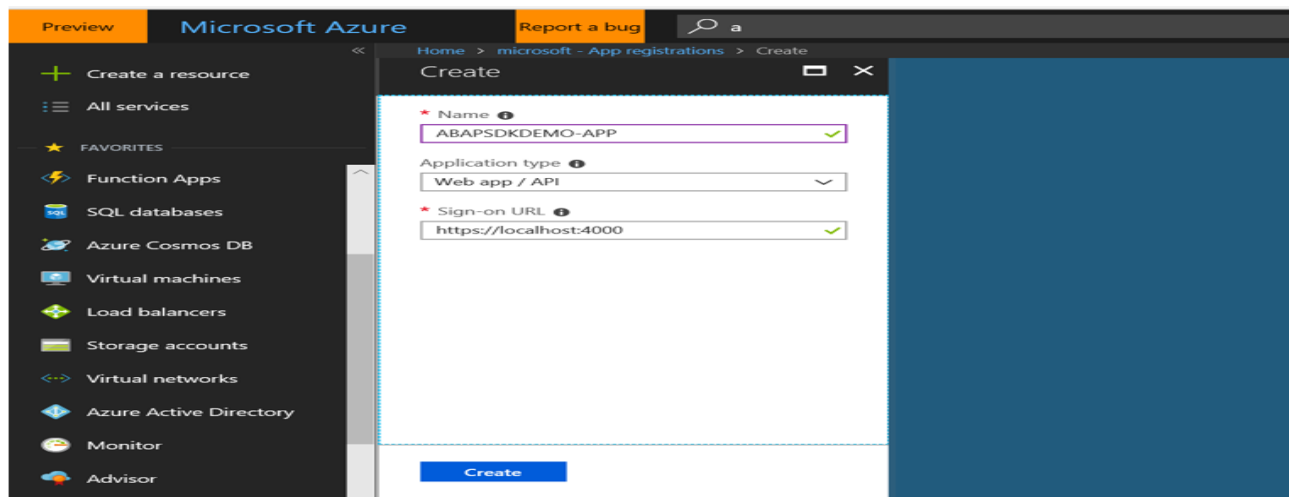 Preview
Microsoft Azure
Report a bug
a
Home > microsoft - App registrations > Create
Create a resource
All services
FAVORITES
Function Apps
SQL databases
Azure Cosmos DB
Virtual machines
Load balancers
Storage accounts
Virtual networks
Azure Active Directory
Monitor
Advisor
Create
* Name
ABAPSDKDEMO-APP
Application type
Web app / API
* Sign-on URL
https://localhost:4000
Create